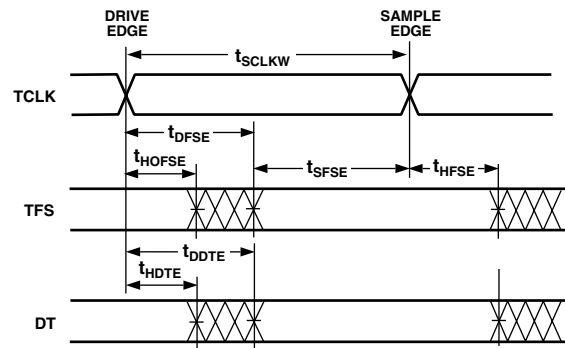 DRIVE
EDGE
SAMPLE
EDGE
tSCLKW
TCLK
tDFSE
tHOFSE
tSFSE
tHFSE
TFS
tDDTE
tHDTE
DT